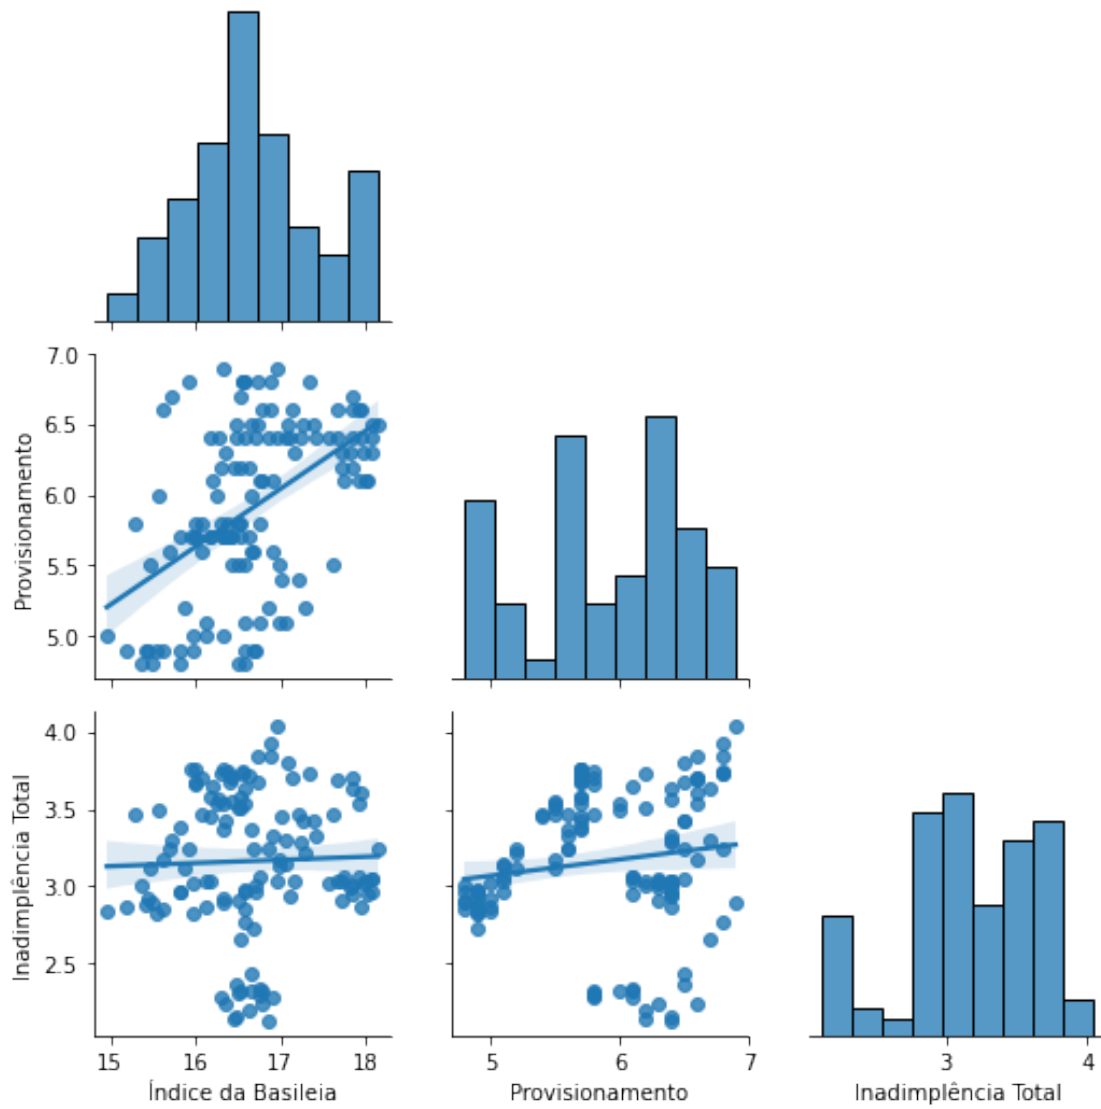 7.0
6.5
6.0
5.5
5.0
Provisionamento
4.0
3.5
3.0
2.5
Inadimplência Total
15 16 17 18
Índice da Basileia
5 6 7
Provisionamento
3 4
Inadimplência Total